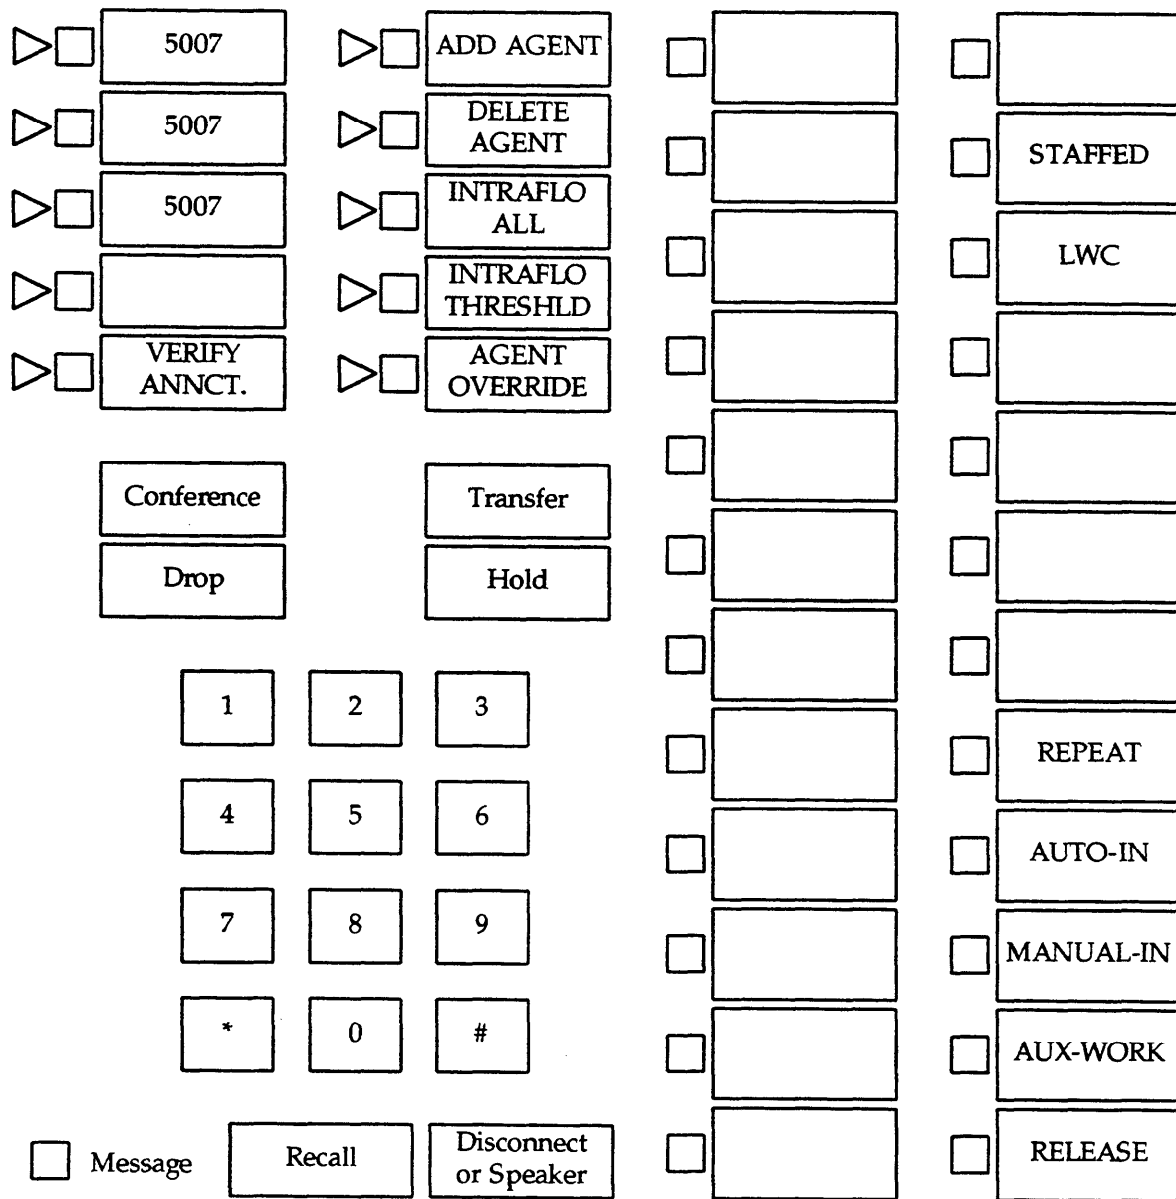 5007
ADD AGENT
5007
DELETE
AGENT
STAFFED
5007
INTRAFLO
ALL
LWC
INTRAFLO
THRESHLD
VERIFY
ANNCT.
AGENT
OVERRIDE
Conference
Transfer
Drop
Hold
1
2
3
REPEAT
4
5
6
AUTO-IN
7
8
9
MANUAL-IN
*
0
#
AUX-WORK
Message
Recall
Disconnect
or Speaker
RELEASE